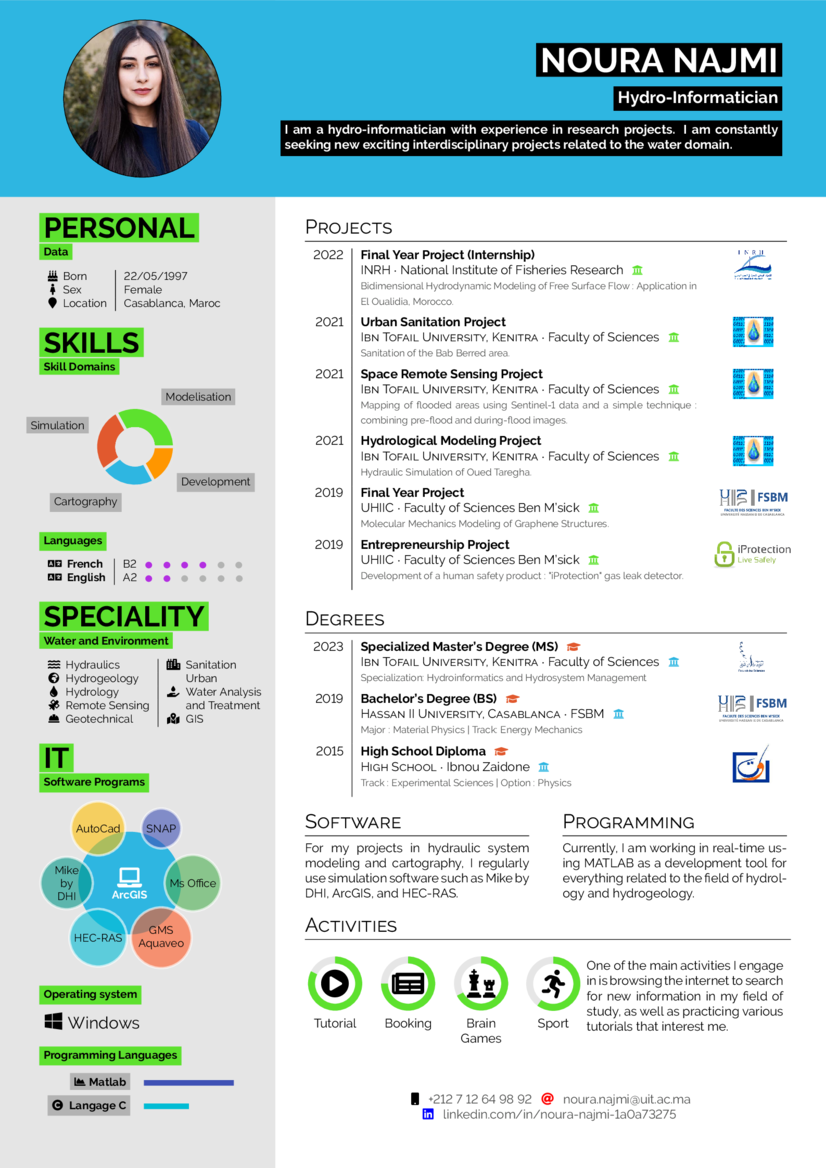 NOURA NAJMI
Hydro-Informatician
I am a hydro-informatician with experience in research projects. I am constantly
seeking new exciting interdisciplinary projects related to the water domain.
PERSONAL
Data
Born 22/05/1997
Sex Female
Location Casablanca, Maroc
SKILLS
Skill Domains
Modelisation
Simulation
Development
Cartography
Languages
French B2
English A2
SPECIALITY
Water and Environment
Hydraulics
Hydrogeology
Hydrology
Remote Sensing
Geotechnical
Sanitation
Urban
Water Analysis
and Treatment
GIS
IT
Software Programs
AutoCad
SNAP
Mike
by
DHI
ArcGIS
Ms Office
HEC-RAS
GMS
Aquaveo
Operating system
Windows
Programming Languages
Matlab
Langage C
PROJECTS
2022 Final Year Project (Internship)
INRH · National Institute of Fisheries Research
Bidimensional Hydrodynamic Modeling of Free Surface Flow : Application in
El Oualidia, Morocco.
INRH
2021 Urban Sanitation Project
IBN TOFAIL UNIVERSITY, KENITRA · Faculty of Sciences
Sanitation of the Bab Berred area.
2021 Space Remote Sensing Project
IBN TOFAIL UNIVERSITY, KENITRA · Faculty of Sciences
Mapping of flooded areas using Sentinel-1 data and a simple technique :
combining pre-flood and during-flood images.
2021 Hydrological Modeling Project
IBN TOFAIL UNIVERSITY, KENITRA · Faculty of Sciences
Hydraulic Simulation of Oued Taregha.
2019 Final Year Project
UHIIC · Faculty of Sciences Ben M'sick
Molecular Mechanics Modeling of Graphene Structures.
FSBM
2019 Entrepreneurship Project
UHIIC · Faculty of Sciences Ben M'sick
Development of a human safety product : "iProtection" gas leak detector.
iProtection
Live Safely
DEGREES
2023 Specialized Master's Degree (MS)
IBN TOFAIL UNIVERSITY, KENITRA · Faculty of Sciences
Specialization: Hydroinformatics and Hydrosystem Management
2019 Bachelor's Degree (BS)
HASSAN II UNIVERSITY, CASABLANCA · FSBM
Major : Material Physics | Track: Energy Mechanics
FSBM
2015 High School Diploma
HIGH SCHOOL · Ibnou Zaidone
Track : Experimental Sciences | Option : Physics
SOFTWARE
For my projects in hydraulic system
modeling and cartography, I regularly
use simulation software such as Mike by
DHI, ArcGIS, and HEC-RAS.
PROGRAMMING
Currently, I am working in real-time us-
ing MATLAB as a development tool for
everything related to the field of hydrol-
ogy and hydrogeology.
ACTIVITIES
Tutorial
Booking
Brain
Games
Sport
One of the main activities I engage
in is browsing the internet to search
for new information in my field of
study, as well as practicing various
tutorials that interest me.
+212 7 12 64 98 92 noura.najmi@uit.ac.ma
linkedin.com/in/noura-najmi-1a0a73275